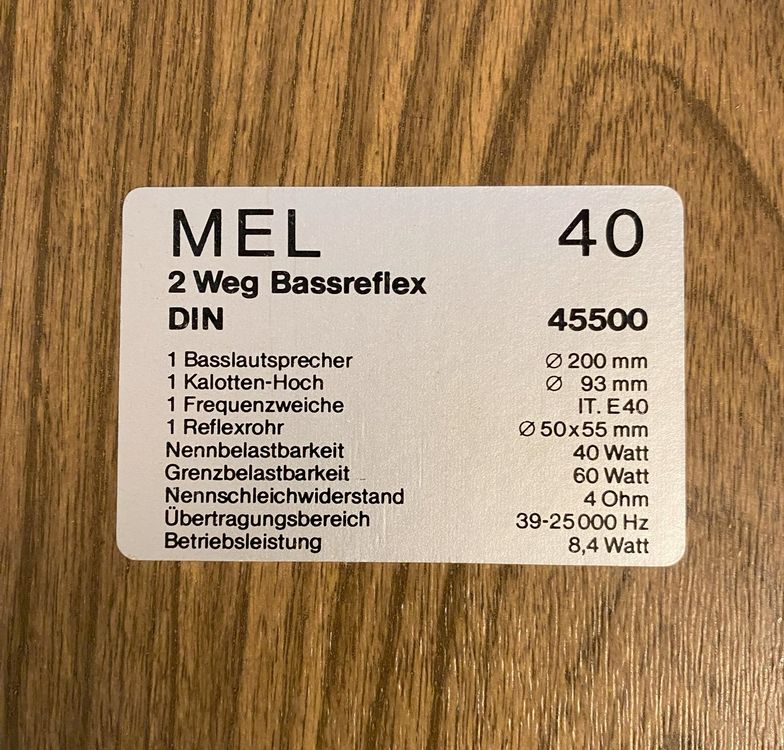 MEL 40
2 Weg Bassreflex
DIN 45500
1 Basslautsprecher Ø 200 mm
1 Kalotten-Hoch Ø 93 mm
1 Frequenzweiche IT. E40
1 Reflexrohr Ø 50x55 mm
Nennbelastbarkeit 40 Watt
Grenzbelastbarkeit 60 Watt
Nennschleichwiderstand 4 Ohm
Übertragungsbereich 39-25000 Hz
Betriebsleistung 8,4 Watt